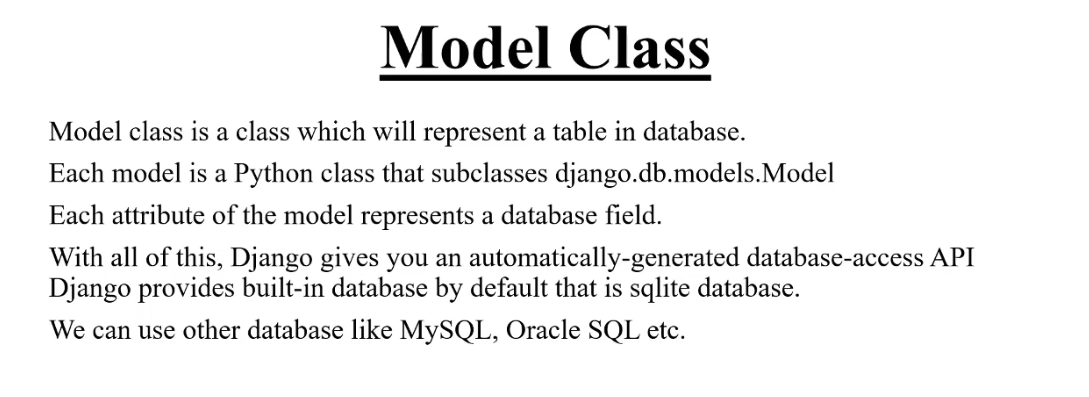 Model Class
Model class is a class which will represent a table in database.
Each model is a Python class that subclasses django.db.models.Model
Each attribute of the model represents a database field.
With all of this, Django gives you an automatically-generated database-access API
Django provides built-in database by default that is sqlite database.
We can use other database like MySQL, Oracle SQL etc.